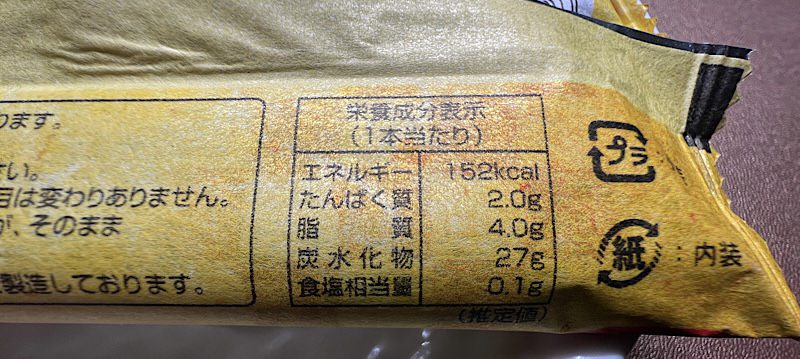 ります。
さい。
目は変わりありません。
が、そのまま
製造しております。
栄養成分表示
(1本当たり)
エネルギー 152kcal
たんぱく質 2.0g
脂 質 4.0g
炭水化物 27g
食塩相当量 0.1g
(推定値)
プラ
紙 : 内装